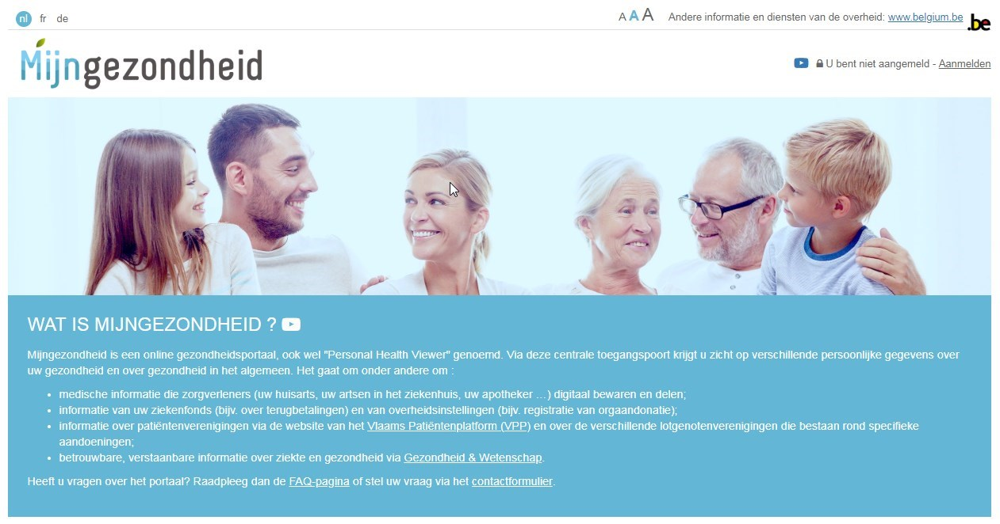 nl fr de
A A A Andere informatie en diensten van de overheid: www.belgium.be .be
Mijngezondheid
U bent niet aangemeld - Aanmelden
WAT IS MIJNGEZONDHEID ?
Mijngezondheid is een online gezondheidsportaal, ook wel "Personal Health Viewer" genoemd. Via deze centrale toegangspoort krijgt u zicht op verschillende persoonlijke gegevens over
uw gezondheid en over gezondheid in het algemeen. Het gaat om onder andere om :
• medische informatie die zorgverleners (uw huisarts, uw artsen in het ziekenhuis, uw apotheker ...) digitaal bewaren en delen;
• informatie van uw ziekenfonds (bijv. over terugbetalingen) en van overheidsinstellingen (bijv. registratie van orgaandonatie);
• informatie over patiëntenverenigingen via de website van het Vlaams Patiëntenplatform (VPP) en over de verschillende lotgenotenverenigingen die bestaan rond specifieke
aandoeningen;
• betrouwbare, verstaanbare informatie over ziekte en gezondheid via Gezondheid & Wetenschap.
Heeft u vragen over het portaal? Raadpleeg dan de FAQ-pagina of stel uw vraag via het contactformulier.